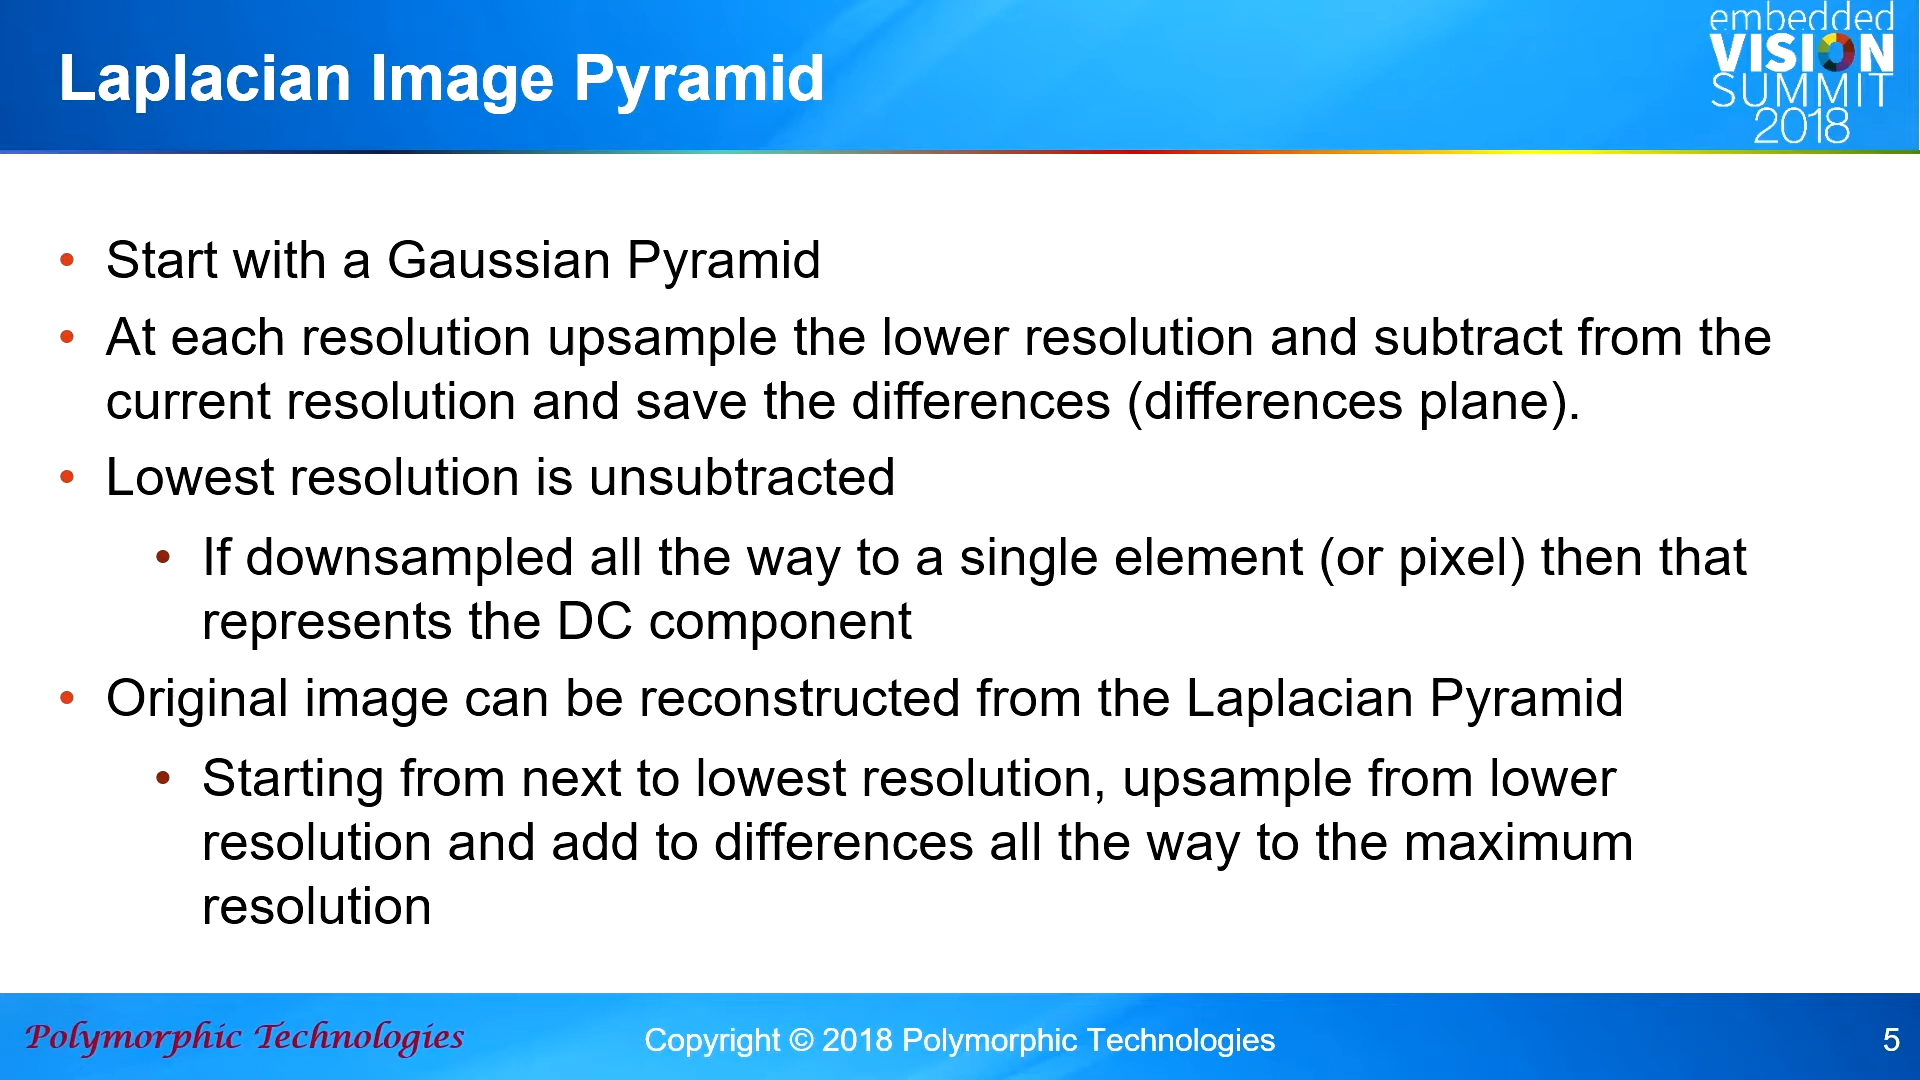 Laplacian Image Pyramid
embedded
VISION
SUMMIT
2018
• Start with a Gaussian Pyramid
• At each resolution upsample the lower resolution and subtract from the
current resolution and save the differences (differences plane).
• Lowest resolution is unsubtracted
• If downsampled all the way to a single element (or pixel) then that
represents the DC component
• Original image can be reconstructed from the Laplacian Pyramid
• Starting from next to lowest resolution, upsample from lower
resolution and add to differences all the way to the maximum
resolution
Polymorphic Technologies
Copyright © 2018 Polymorphic Technologies
5